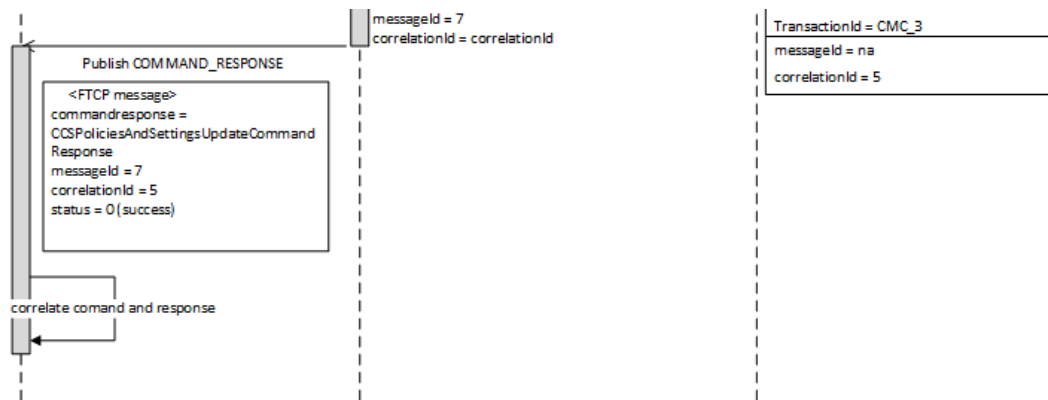 messageId = 7
correlationId = correlationId
TransactionId = CMC_3
messageId = na
correlationId = 5
Publish COMMAND_RESPONSE
<FTCP message>
commandresponse =
CCSPoliciesAndSettingsUpdateCommand
Response
messageId = 7
correlationId = 5
status = 0 (success)
correlate comand and response